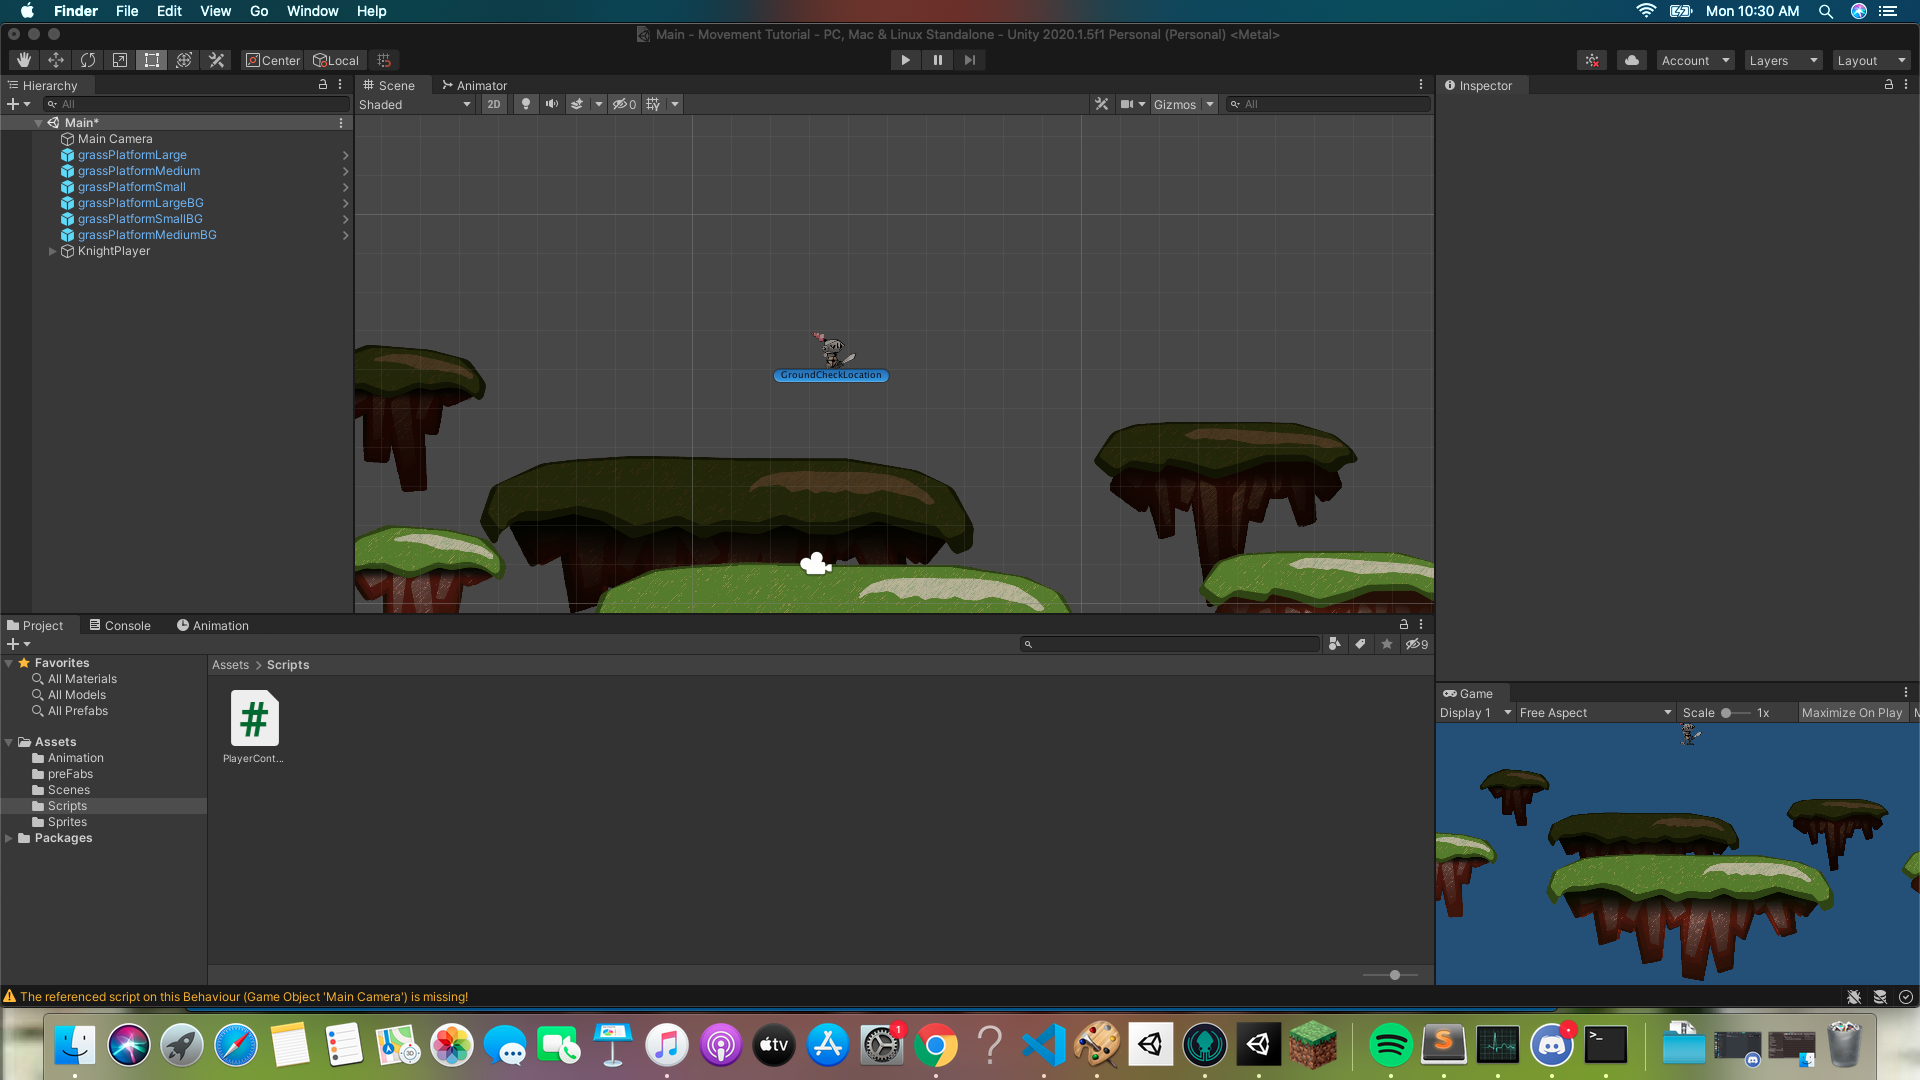 Finder File Edit View Go Window Help Mon 10:30 AM
Main - Movement Tutorial - PC, Mac & Linux Standalone - Unity 2020.1.5f1 Personal (Personal) <Metal>
Center Local Account Layers Layout
Hierarchy Scene Animator Inspector
All Shaded 2D 0 Gizmos All
Main*
Main Camera
grassPlatformLarge
grassPlatformMedium
grassPlatformSmall
grassPlatformLargeBG
grassPlatformSmallBG
grassPlatformMediumBG
KnightPlayer
GroundCheckLocation
Project Console Animation
9
Favorites
All Materials
All Models
All Prefabs
Assets
Animation
preFabs
Scenes
Scripts
Sprites
Packages
Assets > Scripts
#
PlayerCont...
Game
Display 1 Free Aspect Scale 1x Maximize On Play
The referenced script on this Behaviour (Game Object 'Main Camera') is missing!
3D tv 1 ? S >_